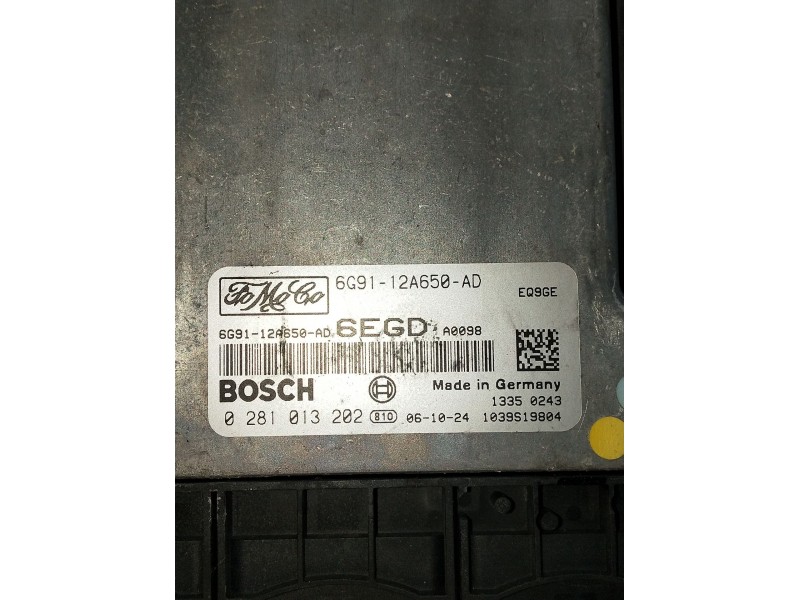 FoMoCo 6G91-12A650-AD EQ9GE
6G91-12A650-AD 6EGD A0098
BOSCH Made in Germany
1335 0243
0 281 013 202 810 06-10-24 1039S19804